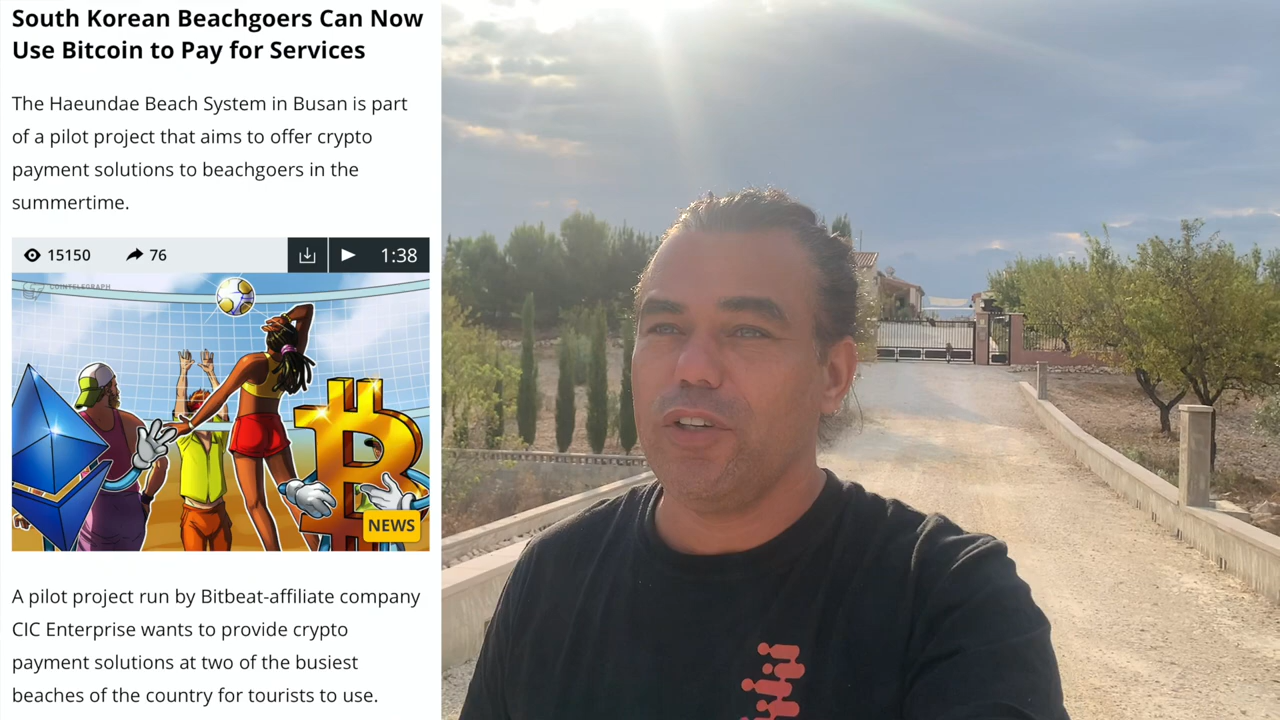 South Korean Beachgoers Can Now
Use Bitcoin to Pay for Services
The Haeundae Beach System in Busan is part
of a pilot project that aims to offer crypto
payment solutions to beachgoers in the
summertime.
15150 76 1:38
COINTELEGRAPH
NEWS
A pilot project run by Bitbeat-affiliate company
CIC Enterprise wants to provide crypto
payment solutions at two of the busiest
beaches of the country for tourists to use.